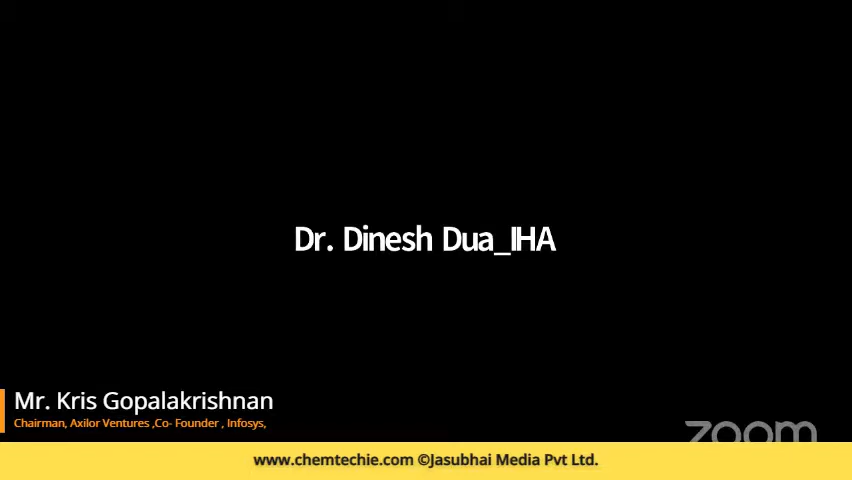 Dr. Dinesh Dua_IHA
Mr. Kris Gopalakrishnan
Chairman, Axilor Ventures ,Co- Founder , Infosys,
zoom
www.chemtechie.com ©Jasubhai Media Pvt Ltd.